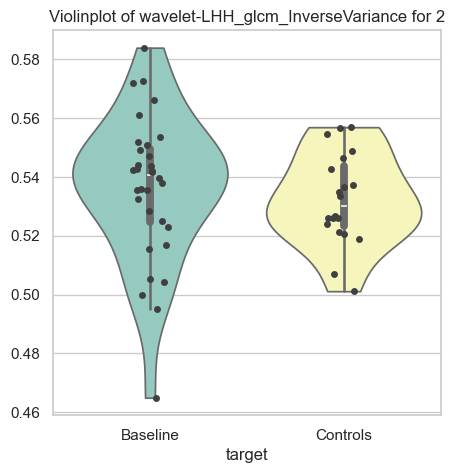 Violinplot of wavelet-LHH_glcm_InverseVariance for 2
0.58
0.56
0.54
0.52
0.50
0.48
0.46
Baseline
Controls
target